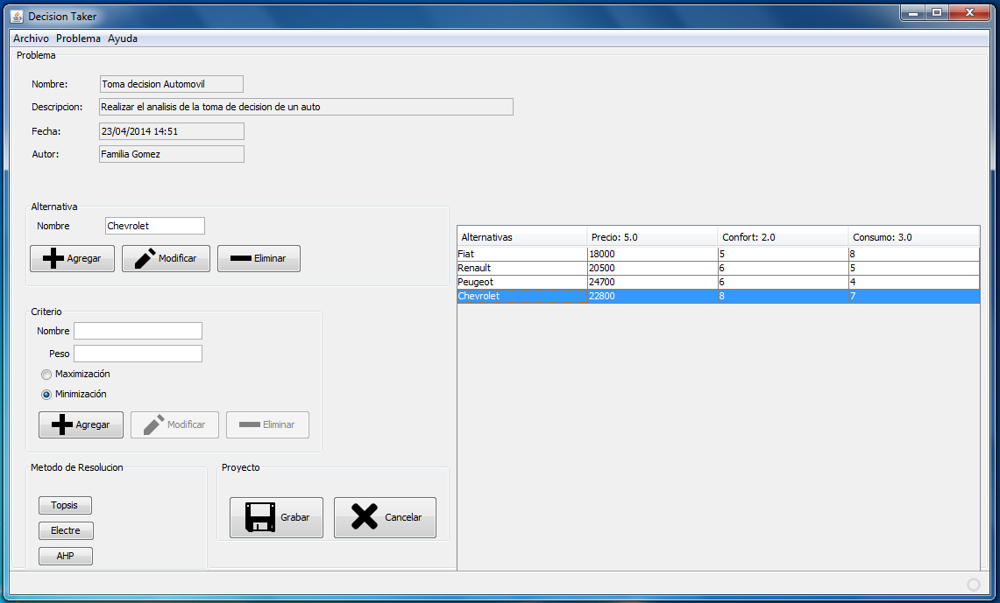 Decision Taker
Archivo Problema Ayuda
Problema
Nombre: Toma decision Automovil
Descripcion: Realizar el analisis de la toma de decision de un auto
Fecha: 23/04/2014 14:51
Autor: Familia Gomez
Alternativa
Nombre Chevrolet
Agregar Modificar Eliminar
Criterio
Nombre
Peso
Maximización
Minimización
Agregar Modificar Eliminar
Metodo de Resolucion
Topsis
Electre
AHP
Proyecto
Grabar Cancelar
Alternativas Precio: 5.0 Confort: 2.0 Consumo: 3.0
Fiat 18000 5 8
Renault 20500 6 5
Peugeot 24700 6 4
Chevrolet 22800 8 7